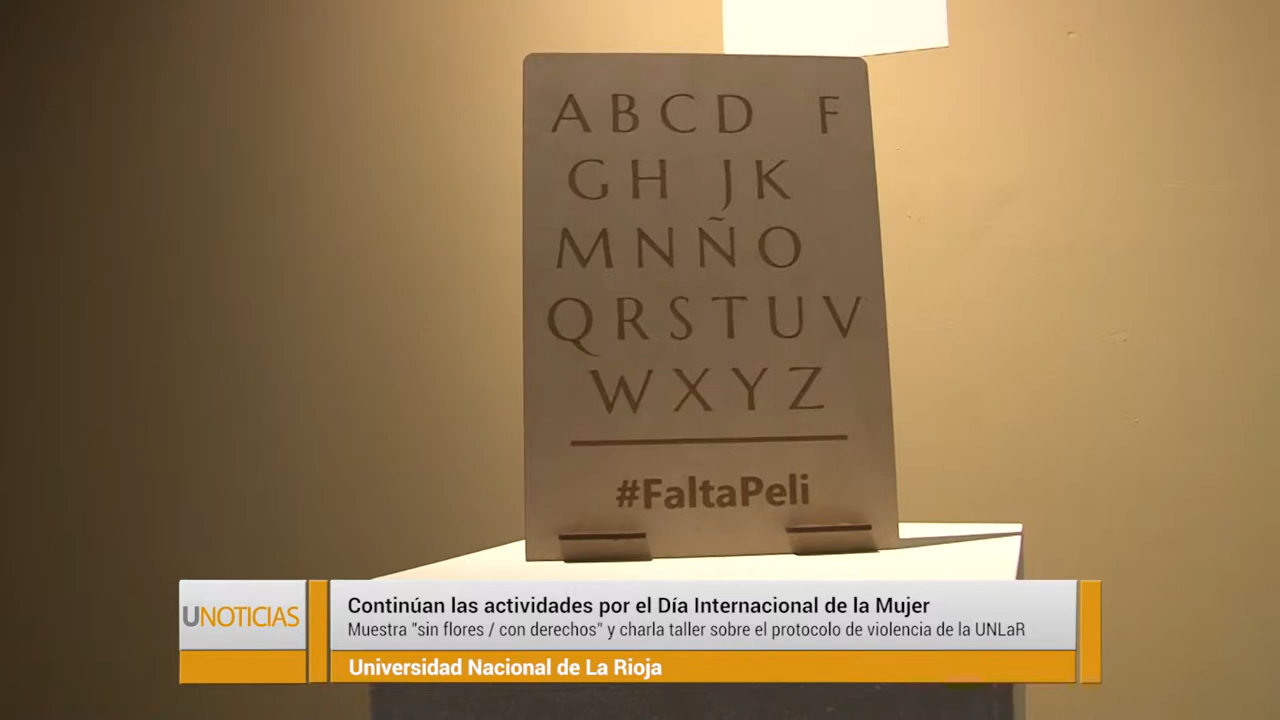 ABCD F
GH JK
MNÑO
QRSTUV
WXYZ
#FaltaPeli
UNOTICIAS
Continúan las actividades por el Día Internacional de la Mujer
Muestra "sin flores / con derechos" y charla taller sobre el protocolo de violencia de la UNLaR
Universidad Nacional de La Rioja